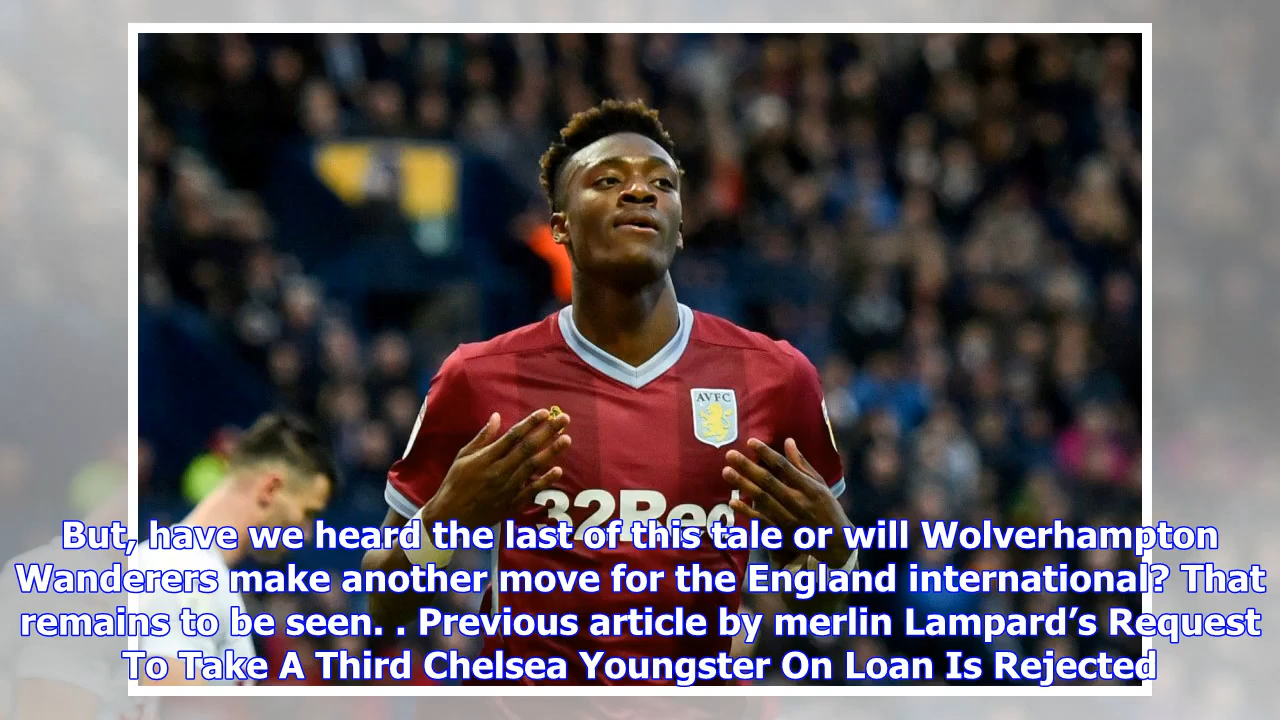 AVFC
32Red
But, have we heard the last of this tale or will Wolverhampton
Wanderers make another move for the England international? That
remains to be seen. . Previous article by merlin Lampard’s Request
To Take A Third Chelsea Youngster On Loan Is Rejected